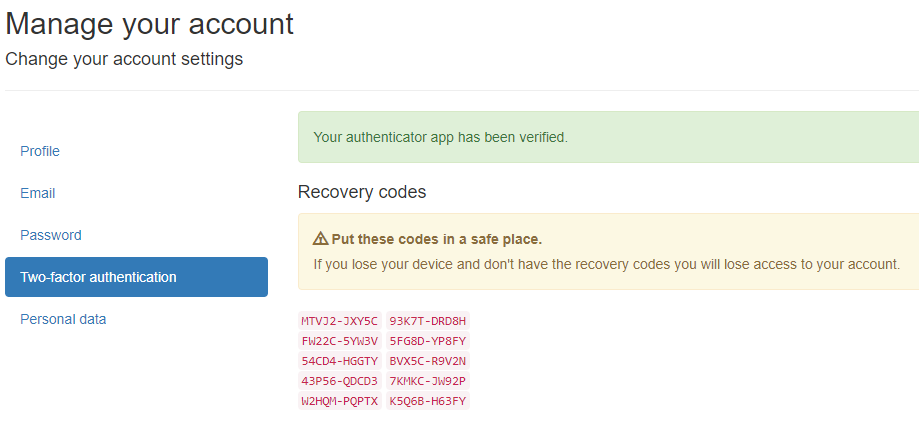 Manage your account
Change your account settings
Profile
Email
Password
Two-factor authentication
Personal data
Your authenticator app has been verified.
Recovery codes
Put these codes in a safe place.
If you lose your device and don't have the recovery codes you will lose access to your account.
MTVJ2-JXY5C 93K7T-DRD8H
FW22C-5YW3V 5FG8D-YP8FY
54CD4-HGGTY BVX5C-R9V2N
43P56-QDCD3 7KMKC-JW92P
W2HQM-PQPTX K5Q6B-H63FY